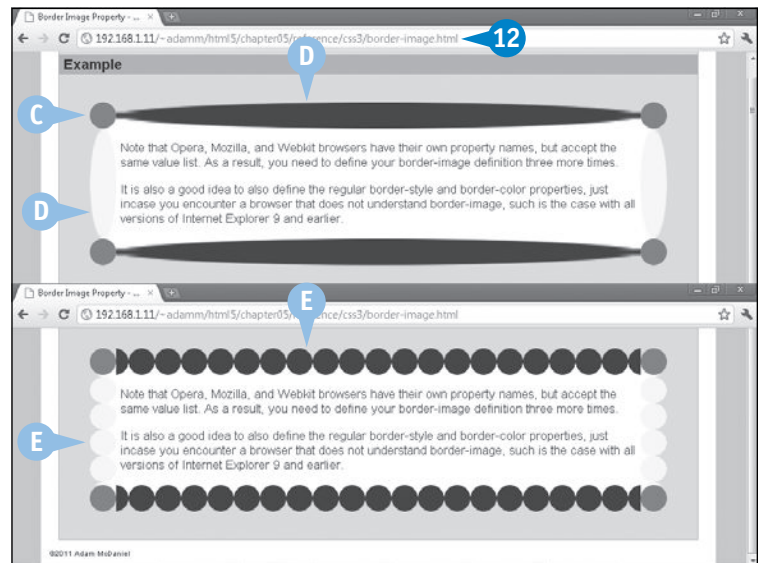 Border Image Property - ...
192.168.1.11/~adamm/html5/chapter05/reference/css3/border-image.html
12
Example
D
C
Note that Opera, Mozilla, and Webkit browsers have their own property names, but accept the
same value list. As a result, you need to define your border-image definition three more times.
It is also a good idea to also define the regular border-style and border-color properties, just
D
incase you encounter a browser that does not understand border-image, such is the case with all
versions of Internet Explorer 9 and earlier.
Border Image Property - ...
E
192.168.1.11/~adamm/html5/chapter05/reference/css3/border-image.html
Note that Opera, Mozilla, and Webkit browsers have their own property names, but accept the
same value list. As a result, you need to define your border-image definition three more times.
E
It is also a good idea to also define the regular border-style and border-color properties, just
incase you encounter a browser that does not understand border-image, such is the case with all
versions of Internet Explorer 9 and earlier.
©2011 Adam McDaniel